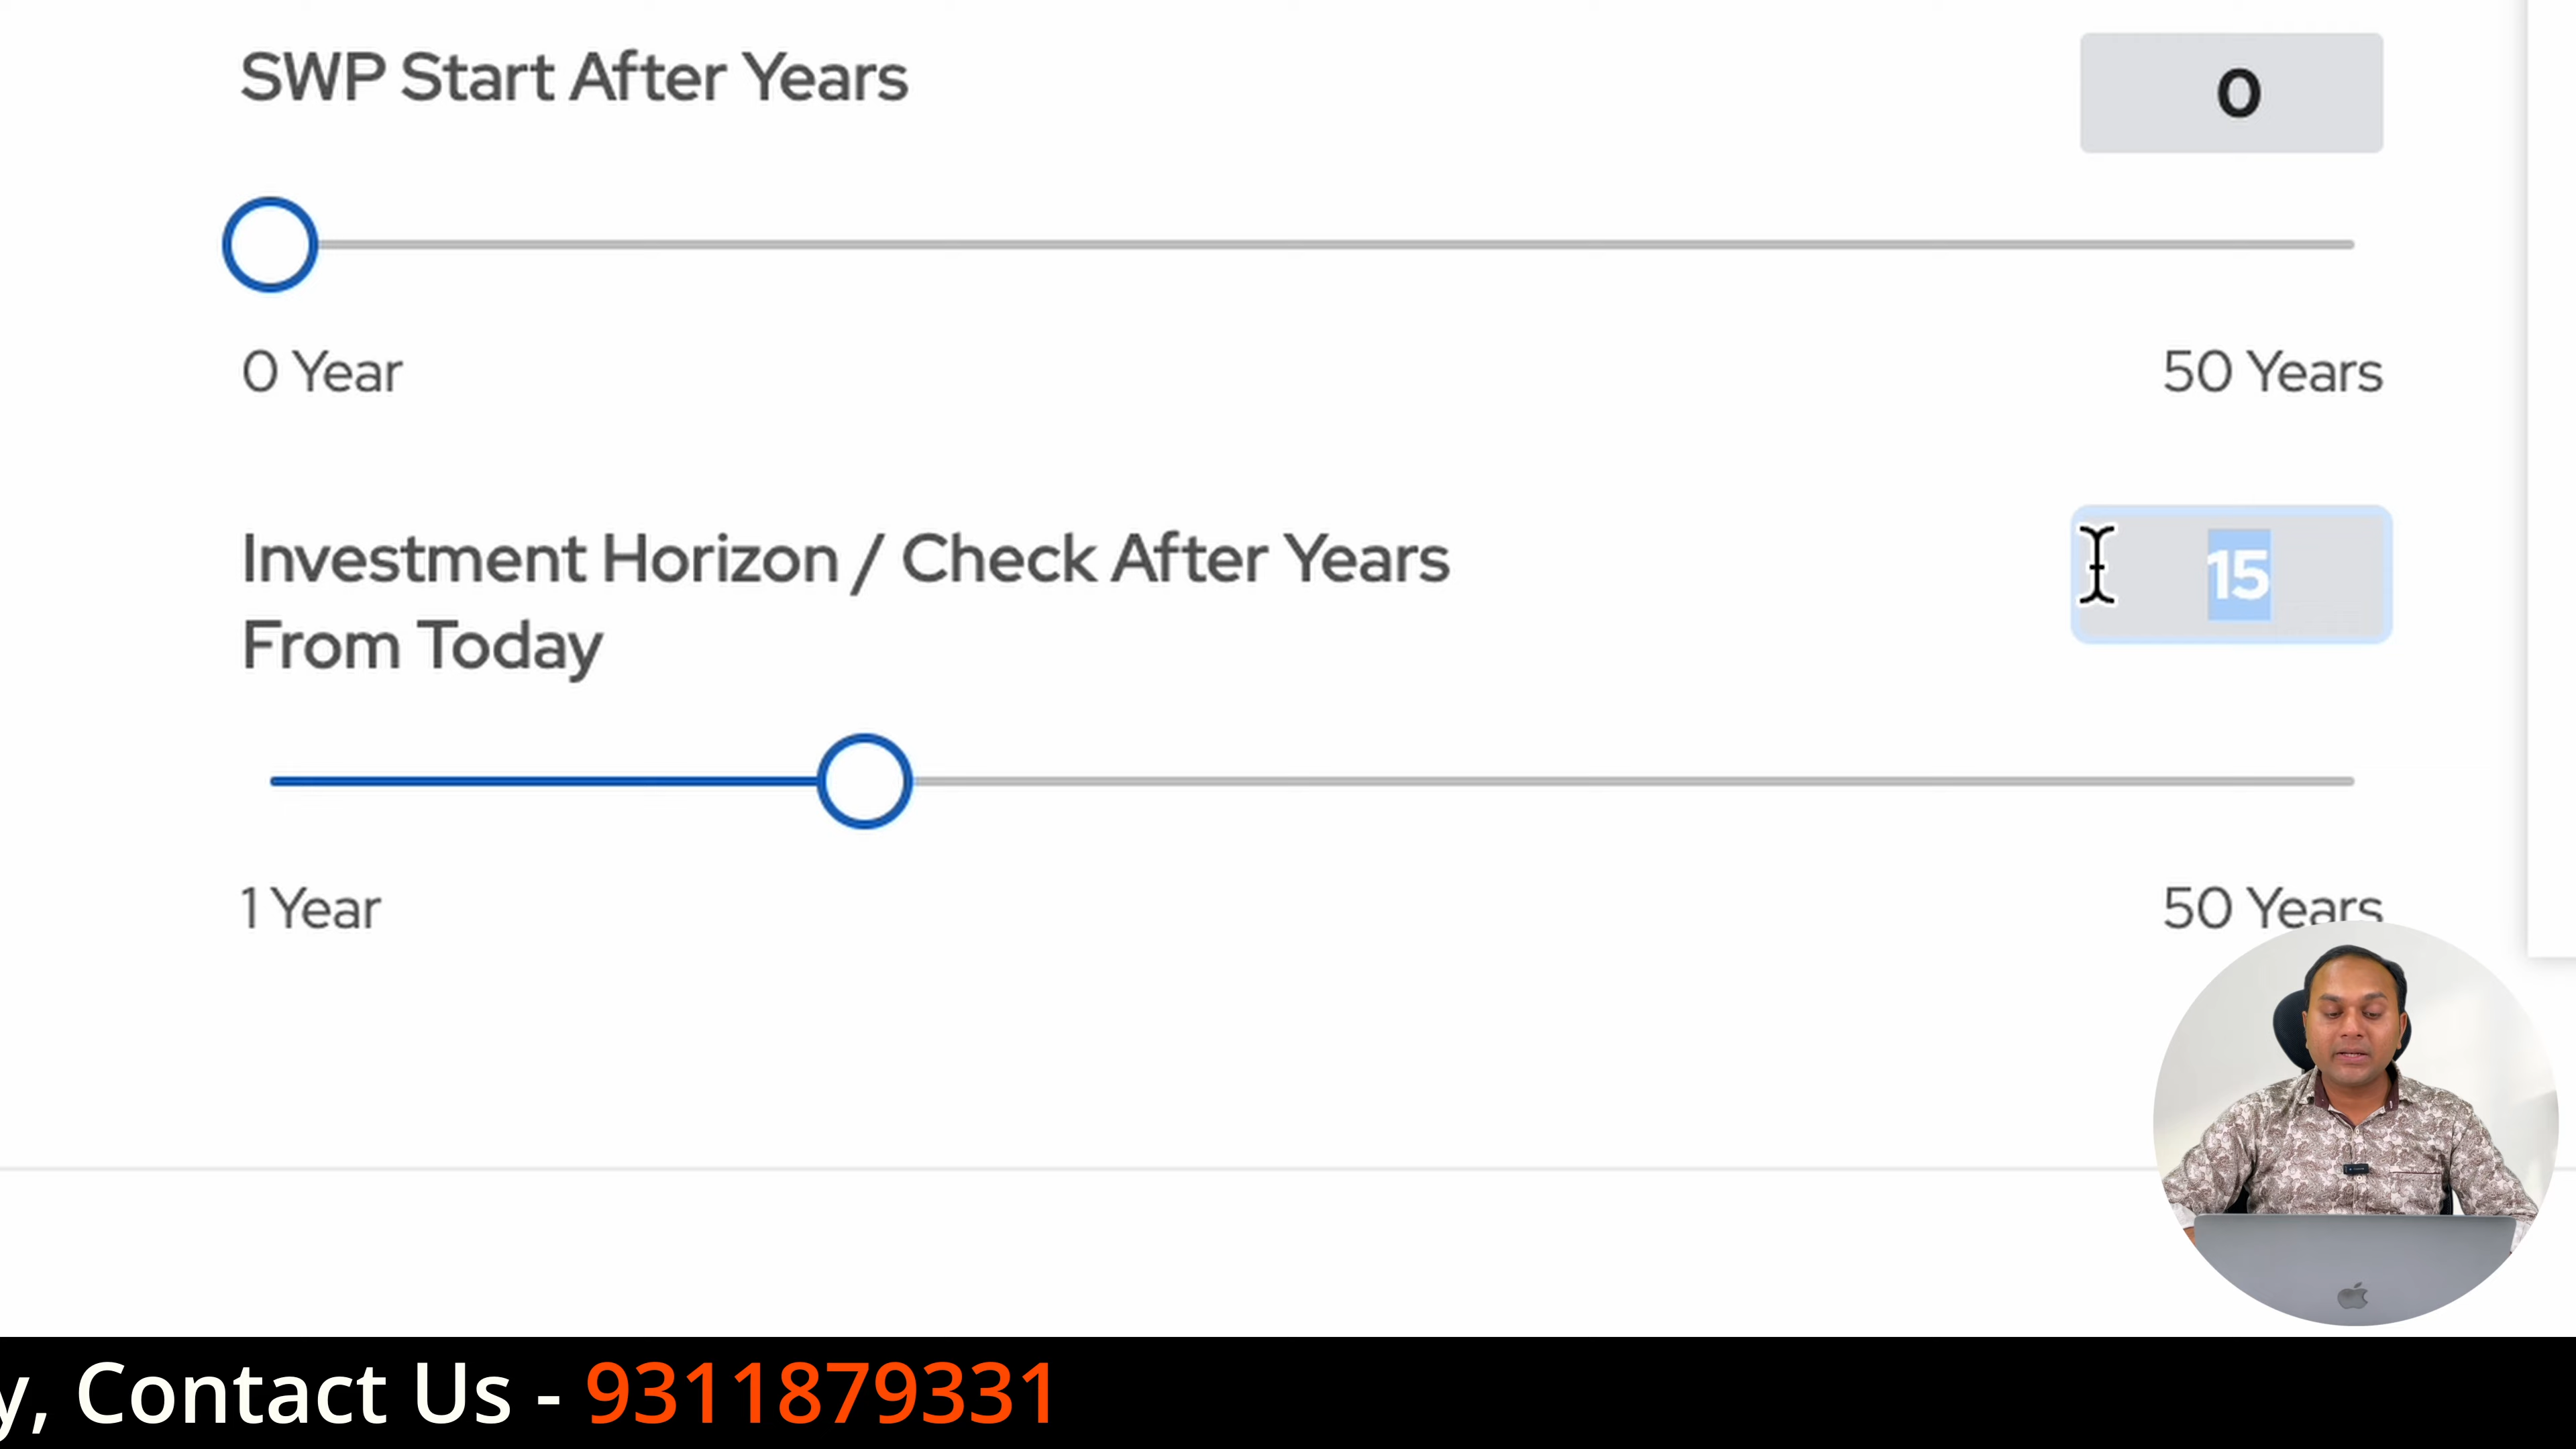 SWP Start After Years
0
0 Year
50 Years
Investment Horizon / Check After Years
From Today
15
1 Year
50 Years
y, Contact Us - 9311879331